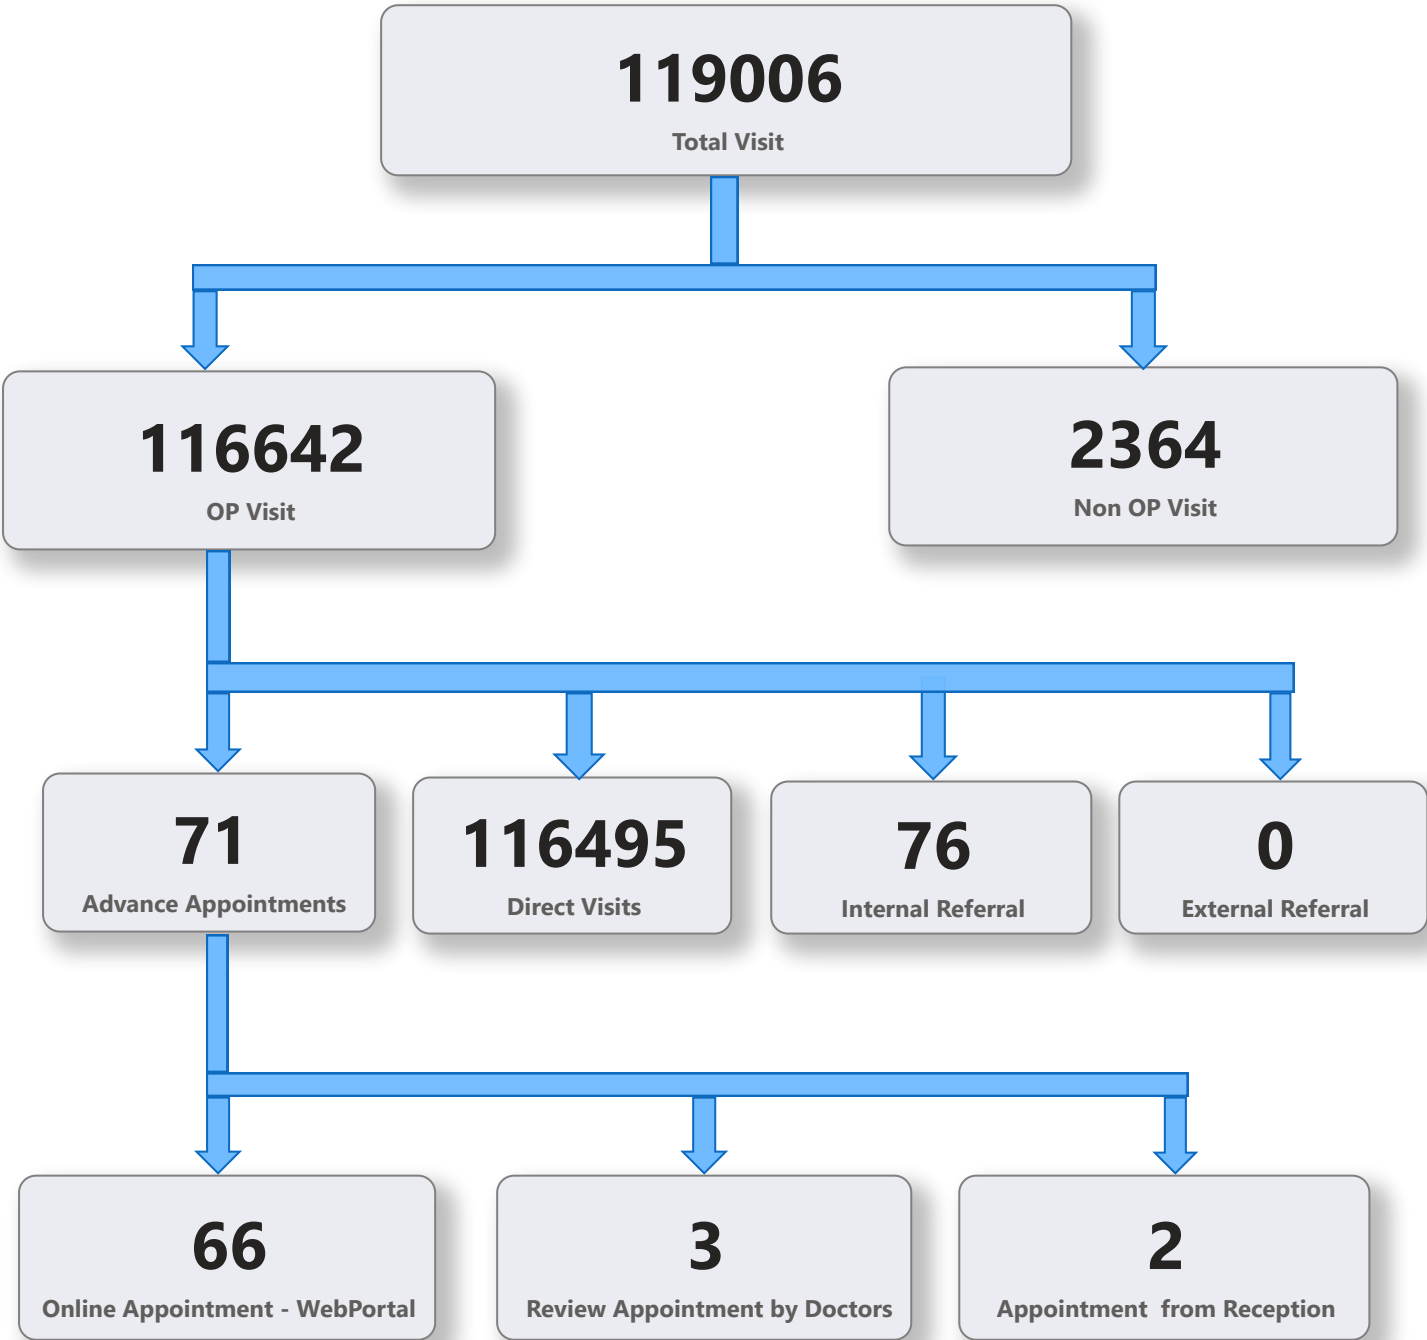 119006
Total Visit
116642
OP Visit
2364
Non OP Visit
71
Advance Appointments
116495
Direct Visits
76
Internal Referral
0
External Referral
66
Online Appointment - WebPortal
3
Review Appointment by Doctors
2
Appointment  from Reception